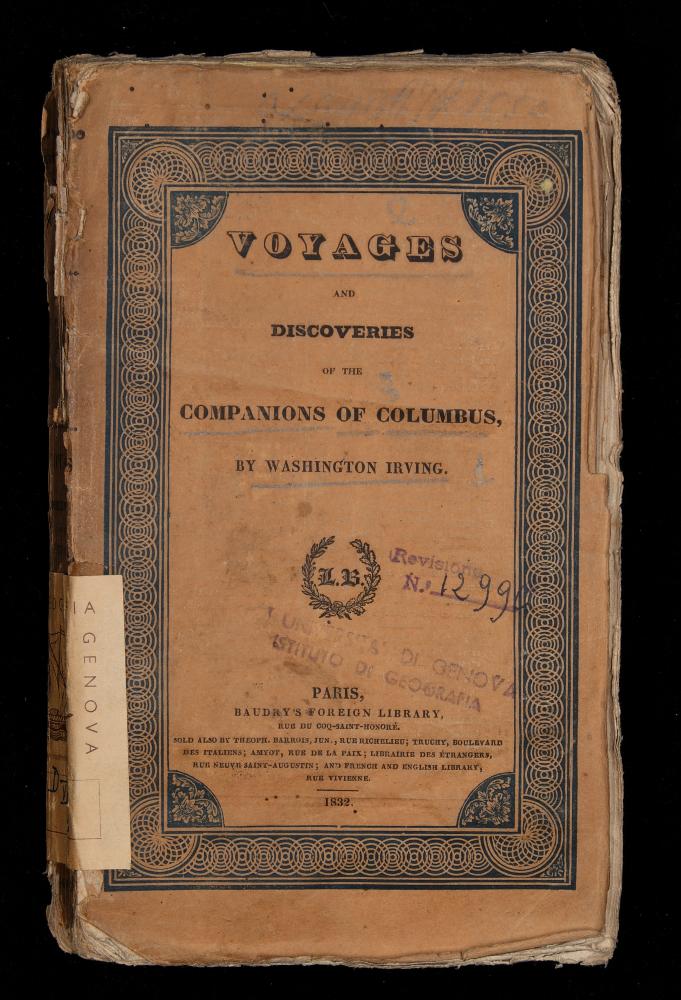 VOYAGES
AND
DISCOVERIES
OF THE
COMPANIONS OF COLUMBUS,
BY WASHINGTON IRVING.
L.B.
Revisione
N.º 1299
UNIVERSITA' DI GENOVA
ISTITUTO DI GEOGRAFIA
PARIS,
BAUDRY'S FOREIGN LIBRARY,
RUE DU COQ-SAINT-HONORÉ.
SOLD ALSO BY THEOPH. BARROIS, JUN., RUE RICHELIEU; TRUCHY, BOULEVARD
DES ITALIENS; AMYOT, RUE DE LA PAIX; LIBRAIRIE DES ÉTRANGERS,
RUE NEUVE SAINT-AUGUSTIN; AND FRENCH AND ENGLISH LIBRARY,
RUE VIVIENNE.
1832.
GENOVA